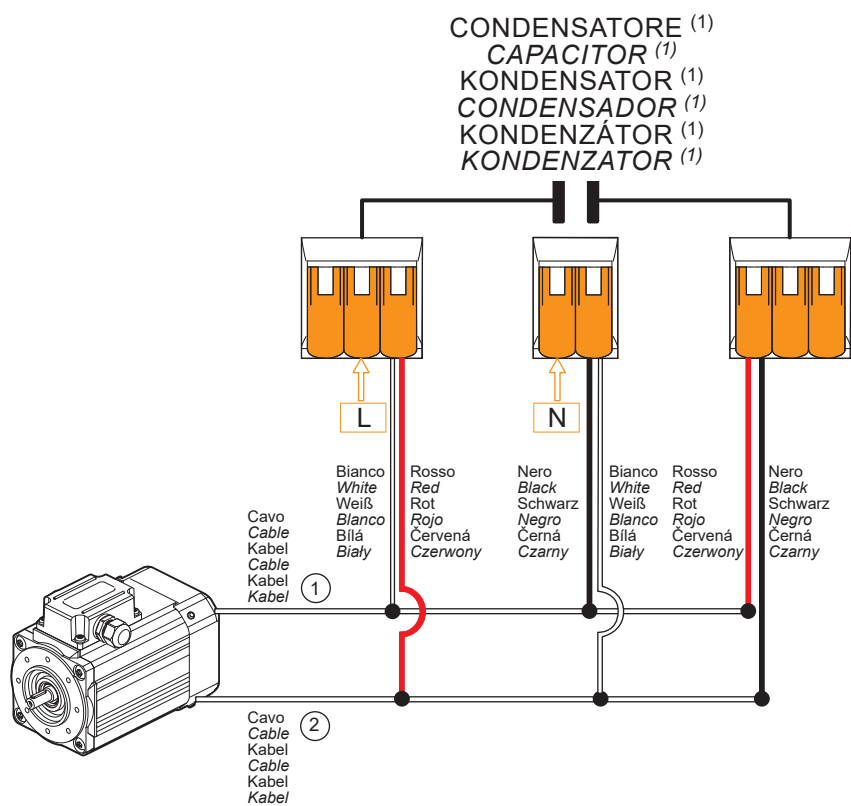 CONDENSATORE (1)
CAPACITOR (1)
KONDENSATOR (1)
CONDENSADOR (1)
KONDENZÁTOR (1)
KONDENZATOR (1)
L
N
Bianco
White
Weiß
Blanco
Bílá
Biały
Rosso
Red
Rot
Rojo
Červená
Czerwony
Nero
Black
Schwarz
Negro
Černá
Czarny
Bianco
White
Weiß
Blanco
Bílá
Biały
Rosso
Red
Rot
Rojo
Červená
Czerwony
Nero
Black
Schwarz
Negro
Černá
Czarny
Cavo
Cable
Kabel
Cable
Kabel
Kabel
1
Cavo
Cable
Kabel
Cable
Kabel
Kabel
2